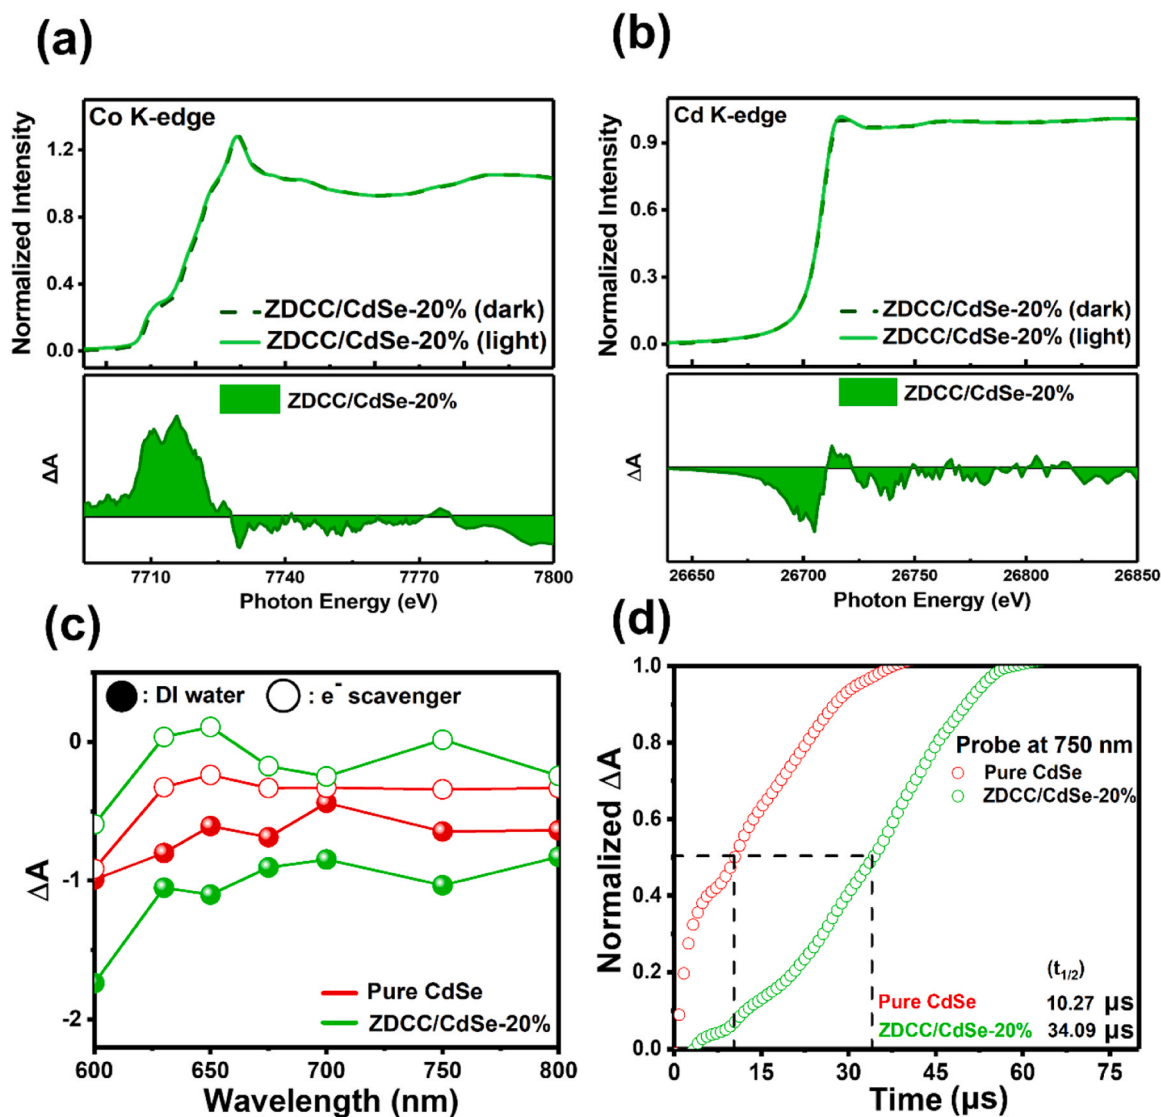 (a)
Co K-edge
Normalized Intensity
1.2
0.8
0.4
0.0
ZDCC/CdSe-20% (dark)
ZDCC/CdSe-20% (light)
ZDCC/CdSe-20%
ΔA
7710
7740
7770
7800
Photon Energy (eV)
(b)
Cd K-edge
Normalized Intensity
0.9
0.6
0.3
0.0
ZDCC/CdSe-20% (dark)
ZDCC/CdSe-20% (light)
ZDCC/CdSe-20%
ΔA
26650
26700
26750
26800
26850
Photon Energy (eV)
(c)
: DI water
: e⁻ scavenger
ΔA
0
-1
-2
Pure CdSe
ZDCC/CdSe-20%
600
650
700
750
800
Wavelength (nm)
(d)
Normalized ΔA
1.0
0.8
0.6
0.4
0.2
0.0
Probe at 750 nm
Pure CdSe
ZDCC/CdSe-20%
(t₁/₂)
Pure CdSe 10.27 μs
ZDCC/CdSe-20% 34.09 μs
0
15
30
45
60
75
Time (μs)